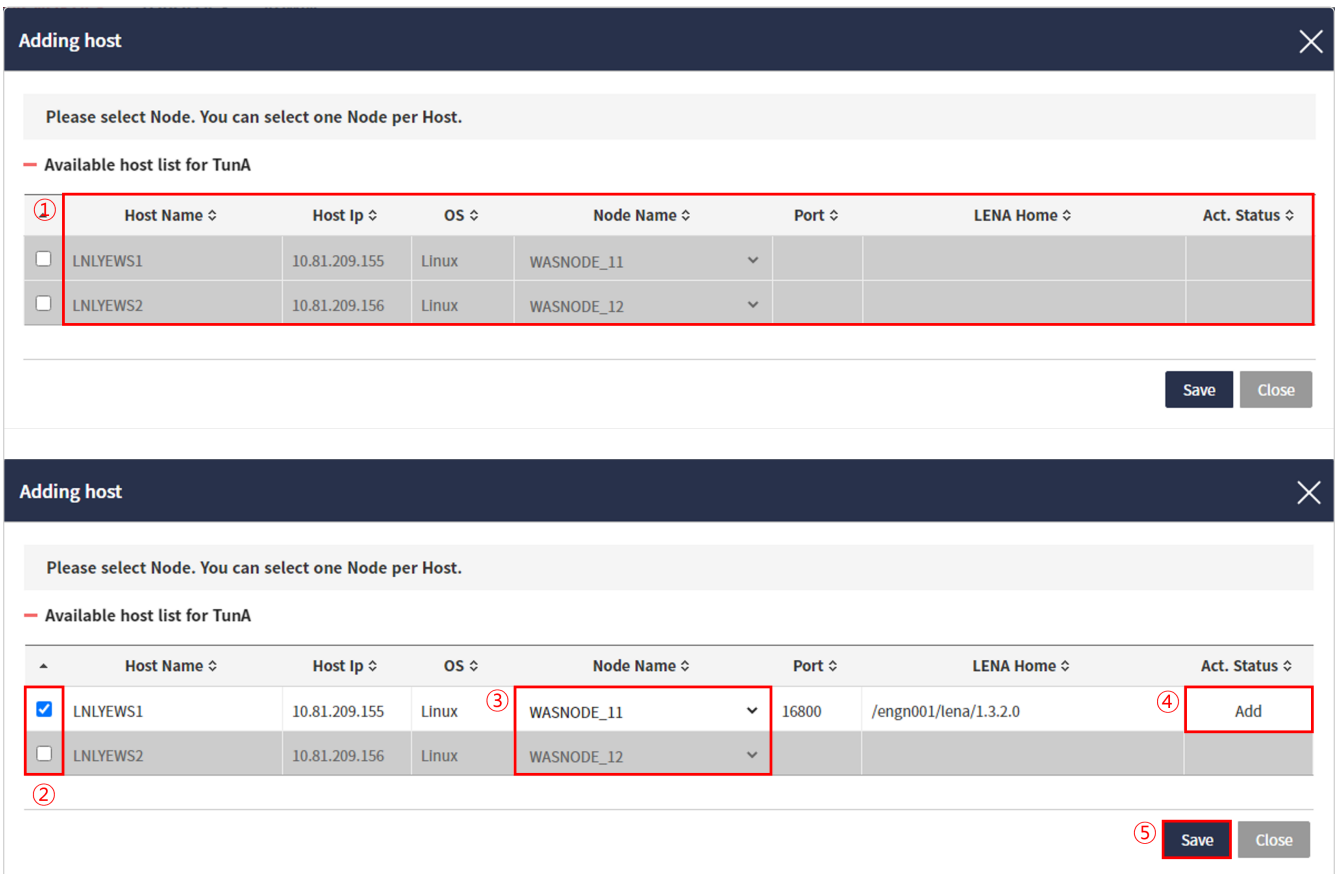 Adding host
Please select Node. You can select one Node per Host.
Available host list for TunA
① Host Name Host Ip OS Node Name Port LENA Home Act. Status
LNLYEWS1 10.81.209.155 Linux WASNODE_11
LNLYEWS2 10.81.209.156 Linux WASNODE_12
Save Close
Adding host
Please select Node. You can select one Node per Host.
Available host list for TunA
Host Name Host Ip OS Node Name Port LENA Home Act. Status
LNLYEWS1 10.81.209.155 Linux ③ WASNODE_11 16800 /engn001/lena/1.3.2.0 ④ Add
LNLYEWS2 10.81.209.156 Linux WASNODE_12
②
⑤ Save Close